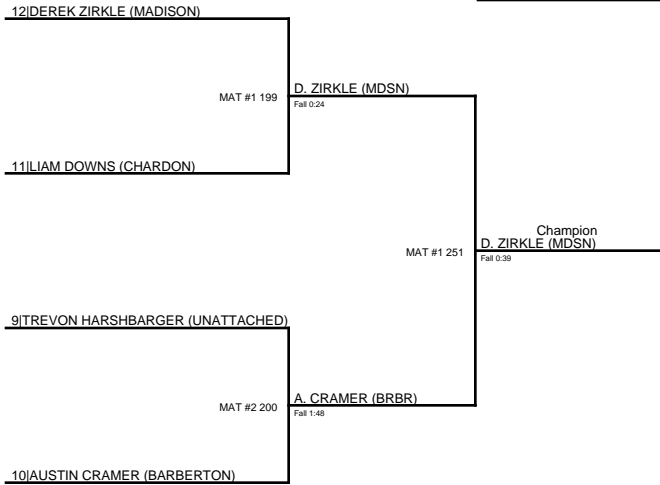 12|DEREK ZIRKLE (MADISON)
MAT #1 199
D. ZIRKLE (MDSN)
Fall 0:24
11|LIAM DOWNS (CHARDON)
MAT #1 251
Champion
D. ZIRKLE (MDSN)
Fall 0:39
9|TREVON HARSHBARGER (UNATTACHED)
MAT #2 200
A. CRAMER (BRBR)
Fall 1:48
10|AUSTIN CRAMER (BARBERTON)